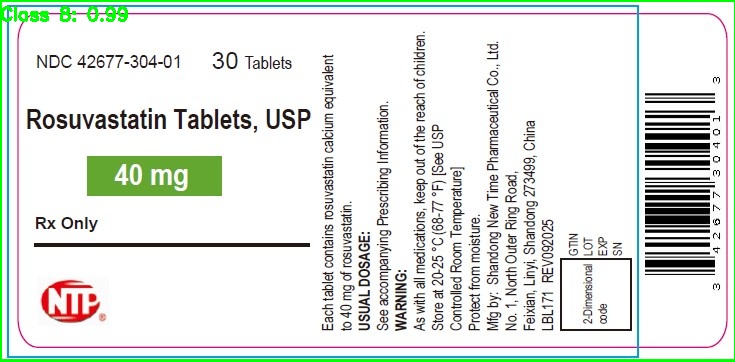 Closs 8: 0.99
NDC 42677-304-01 30 Tablets
Rosuvastatin Tablets, USP
40 mg
Rx Only
NTP®
Each tablet contains rosuvastatin calcium equivalent
to 40 mg of rosuvastatin.
USUAL DOSAGE:
See accompanying Prescribing Information.
WARNING:
As with all medications, keep out of the reach of children.
Store at 20-25 °C (68-77 °F) [See USP
Controlled Room Temperature]
Protect from moisture.
Mfg by: Shandong New Time Pharmaceutical Co., Ltd.
No. 1, North Outer Ring Road,
Feixian, Linyi, Shandong 273499, China
LBL171 REV092025
2-Dimensional
code
GTIN
LOT
EXP
SN
3 42677 30401 3